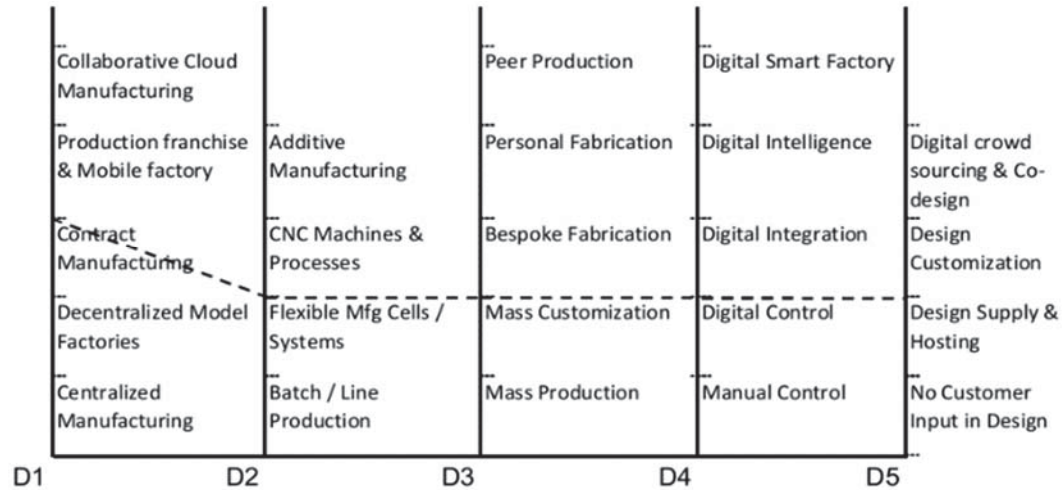 Collaborative Cloud
Manufacturing
Peer Production
Digital Smart Factory
Production franchise
& Mobile factory
Additive
Manufacturing
Personal Fabrication
Digital Intelligence
Digital crowd
sourcing & Co-
design
Contract
Manufacturing
CNC Machines &
Processes
Bespoke Fabrication
Digital Integration
Design
Customization
Decentralized Model
Factories
Flexible Mfg Cells /
Systems
Mass Customization
Digital Control
Design Supply &
Hosting
Centralized
Manufacturing
Batch / Line
Production
Mass Production
Manual Control
No Customer
Input in Design
D1
D2
D3
D4
D5